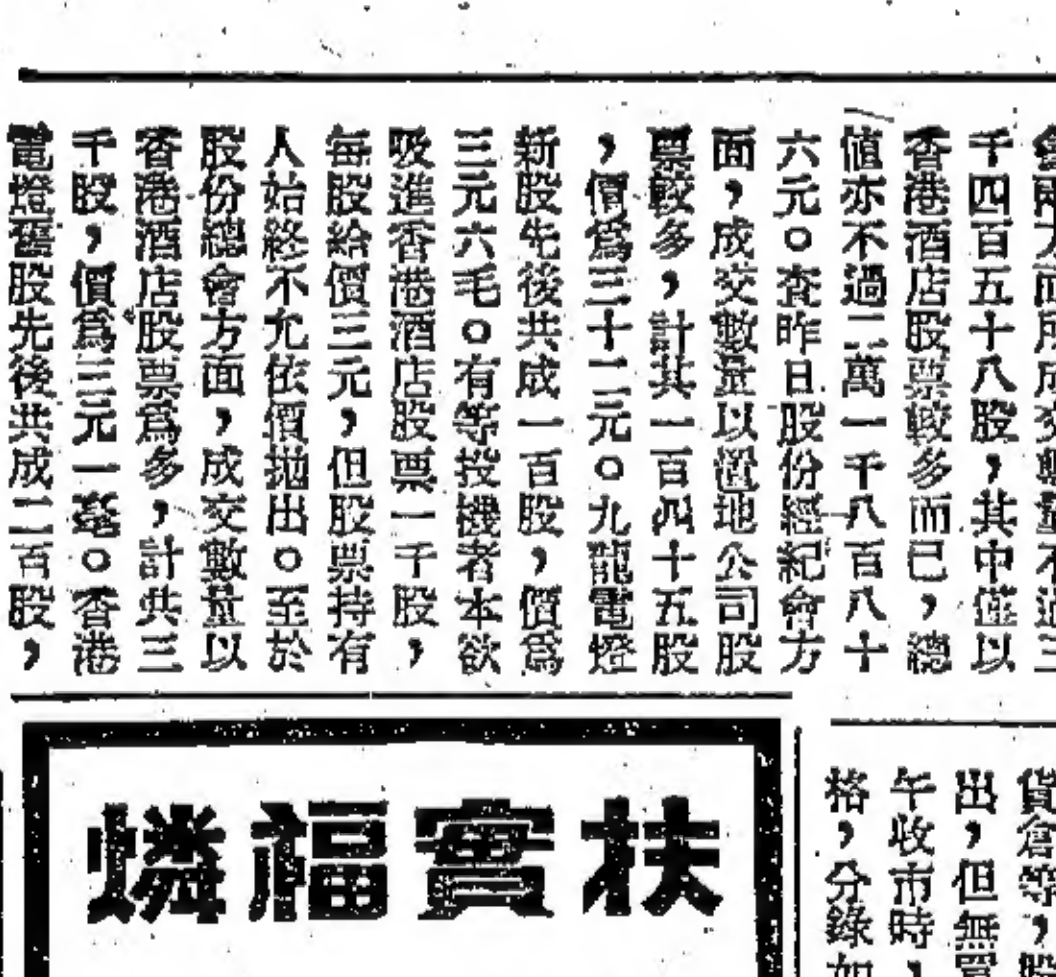 千四百五十八股，其中僅以
香港酒店股票較多而已，總
値亦不過二萬一千八百八十
六元。查昨日股份經紀會方
面，成交數量以置地公司股
票較多，計共一百四十五股
，價爲三十二元。九龍電燈
新股先後共成一百股，價爲
三元六毛。有等投機者本欲
吸進香港酒店股票一千股，
每股給價三元，但股票持有
人始終不允依價拋出。至於
股份總會方面，成交數量以
香港酒店股票爲多，計共三
千股，價爲三元一毫。香港
電燈舊股先後共成二百股，
貨倉等，
出，但無
午收市時，
格，分錄如
扶實福燐